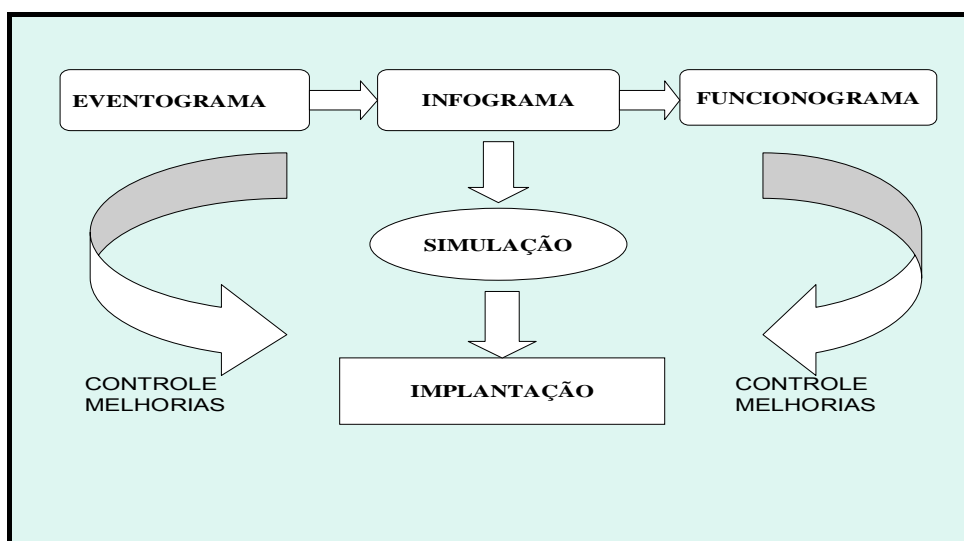 EVENTOGRAMA
INFOGRAMA
FUNCIONOGRAMA
SIMULAÇÃO
IMPLANTAÇÃO
CONTROLE
MELHORIAS
CONTROLE
MELHORIAS